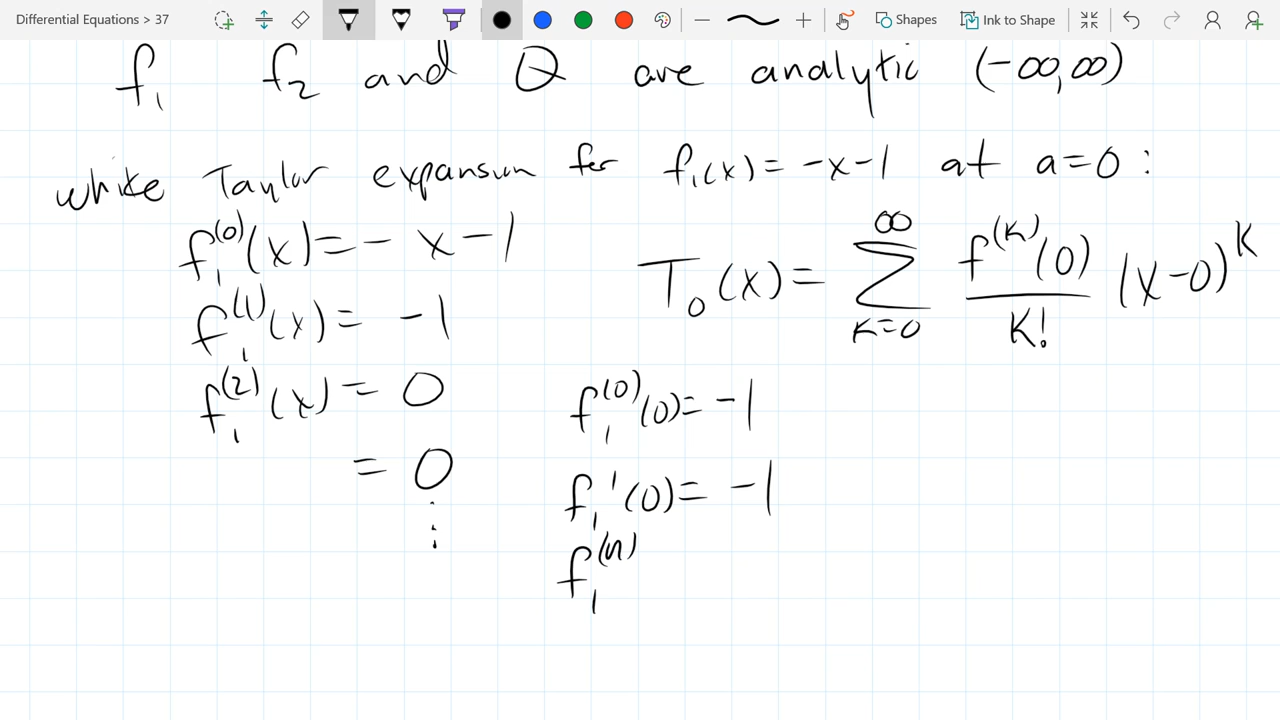 Differential Equations > 37
Shapes
Ink to Shape
f₁ f₂ and Q are analytic (-∞,∞)
write Taylor expansion for f₁(x) = -x-1 at a=0 :
f₁⁽⁰⁾(x) = - x - 1
T₀(x) = ∑_{K=0}^{∞} f⁽ᴷ⁾(0)/K! (x-0)ᴷ
f₁⁽¹⁾(x) = -1
f₁⁽²⁾(x) = 0
= 0
⋮
f₁⁽⁰⁾(0) = -1
f₁'(0) = -1
f₁⁽ⁿ⁾